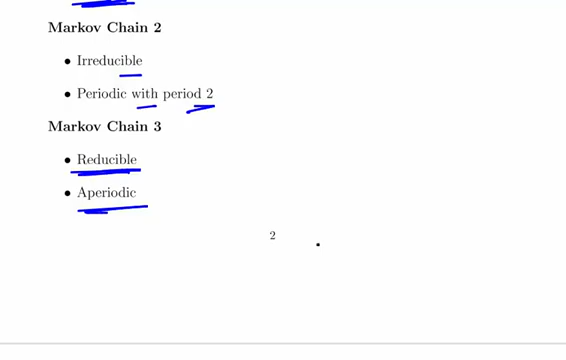 Markov Chain 2
• Irreducible
• Periodic with period 2
Markov Chain 3
• Reducible
• Aperiodic
2